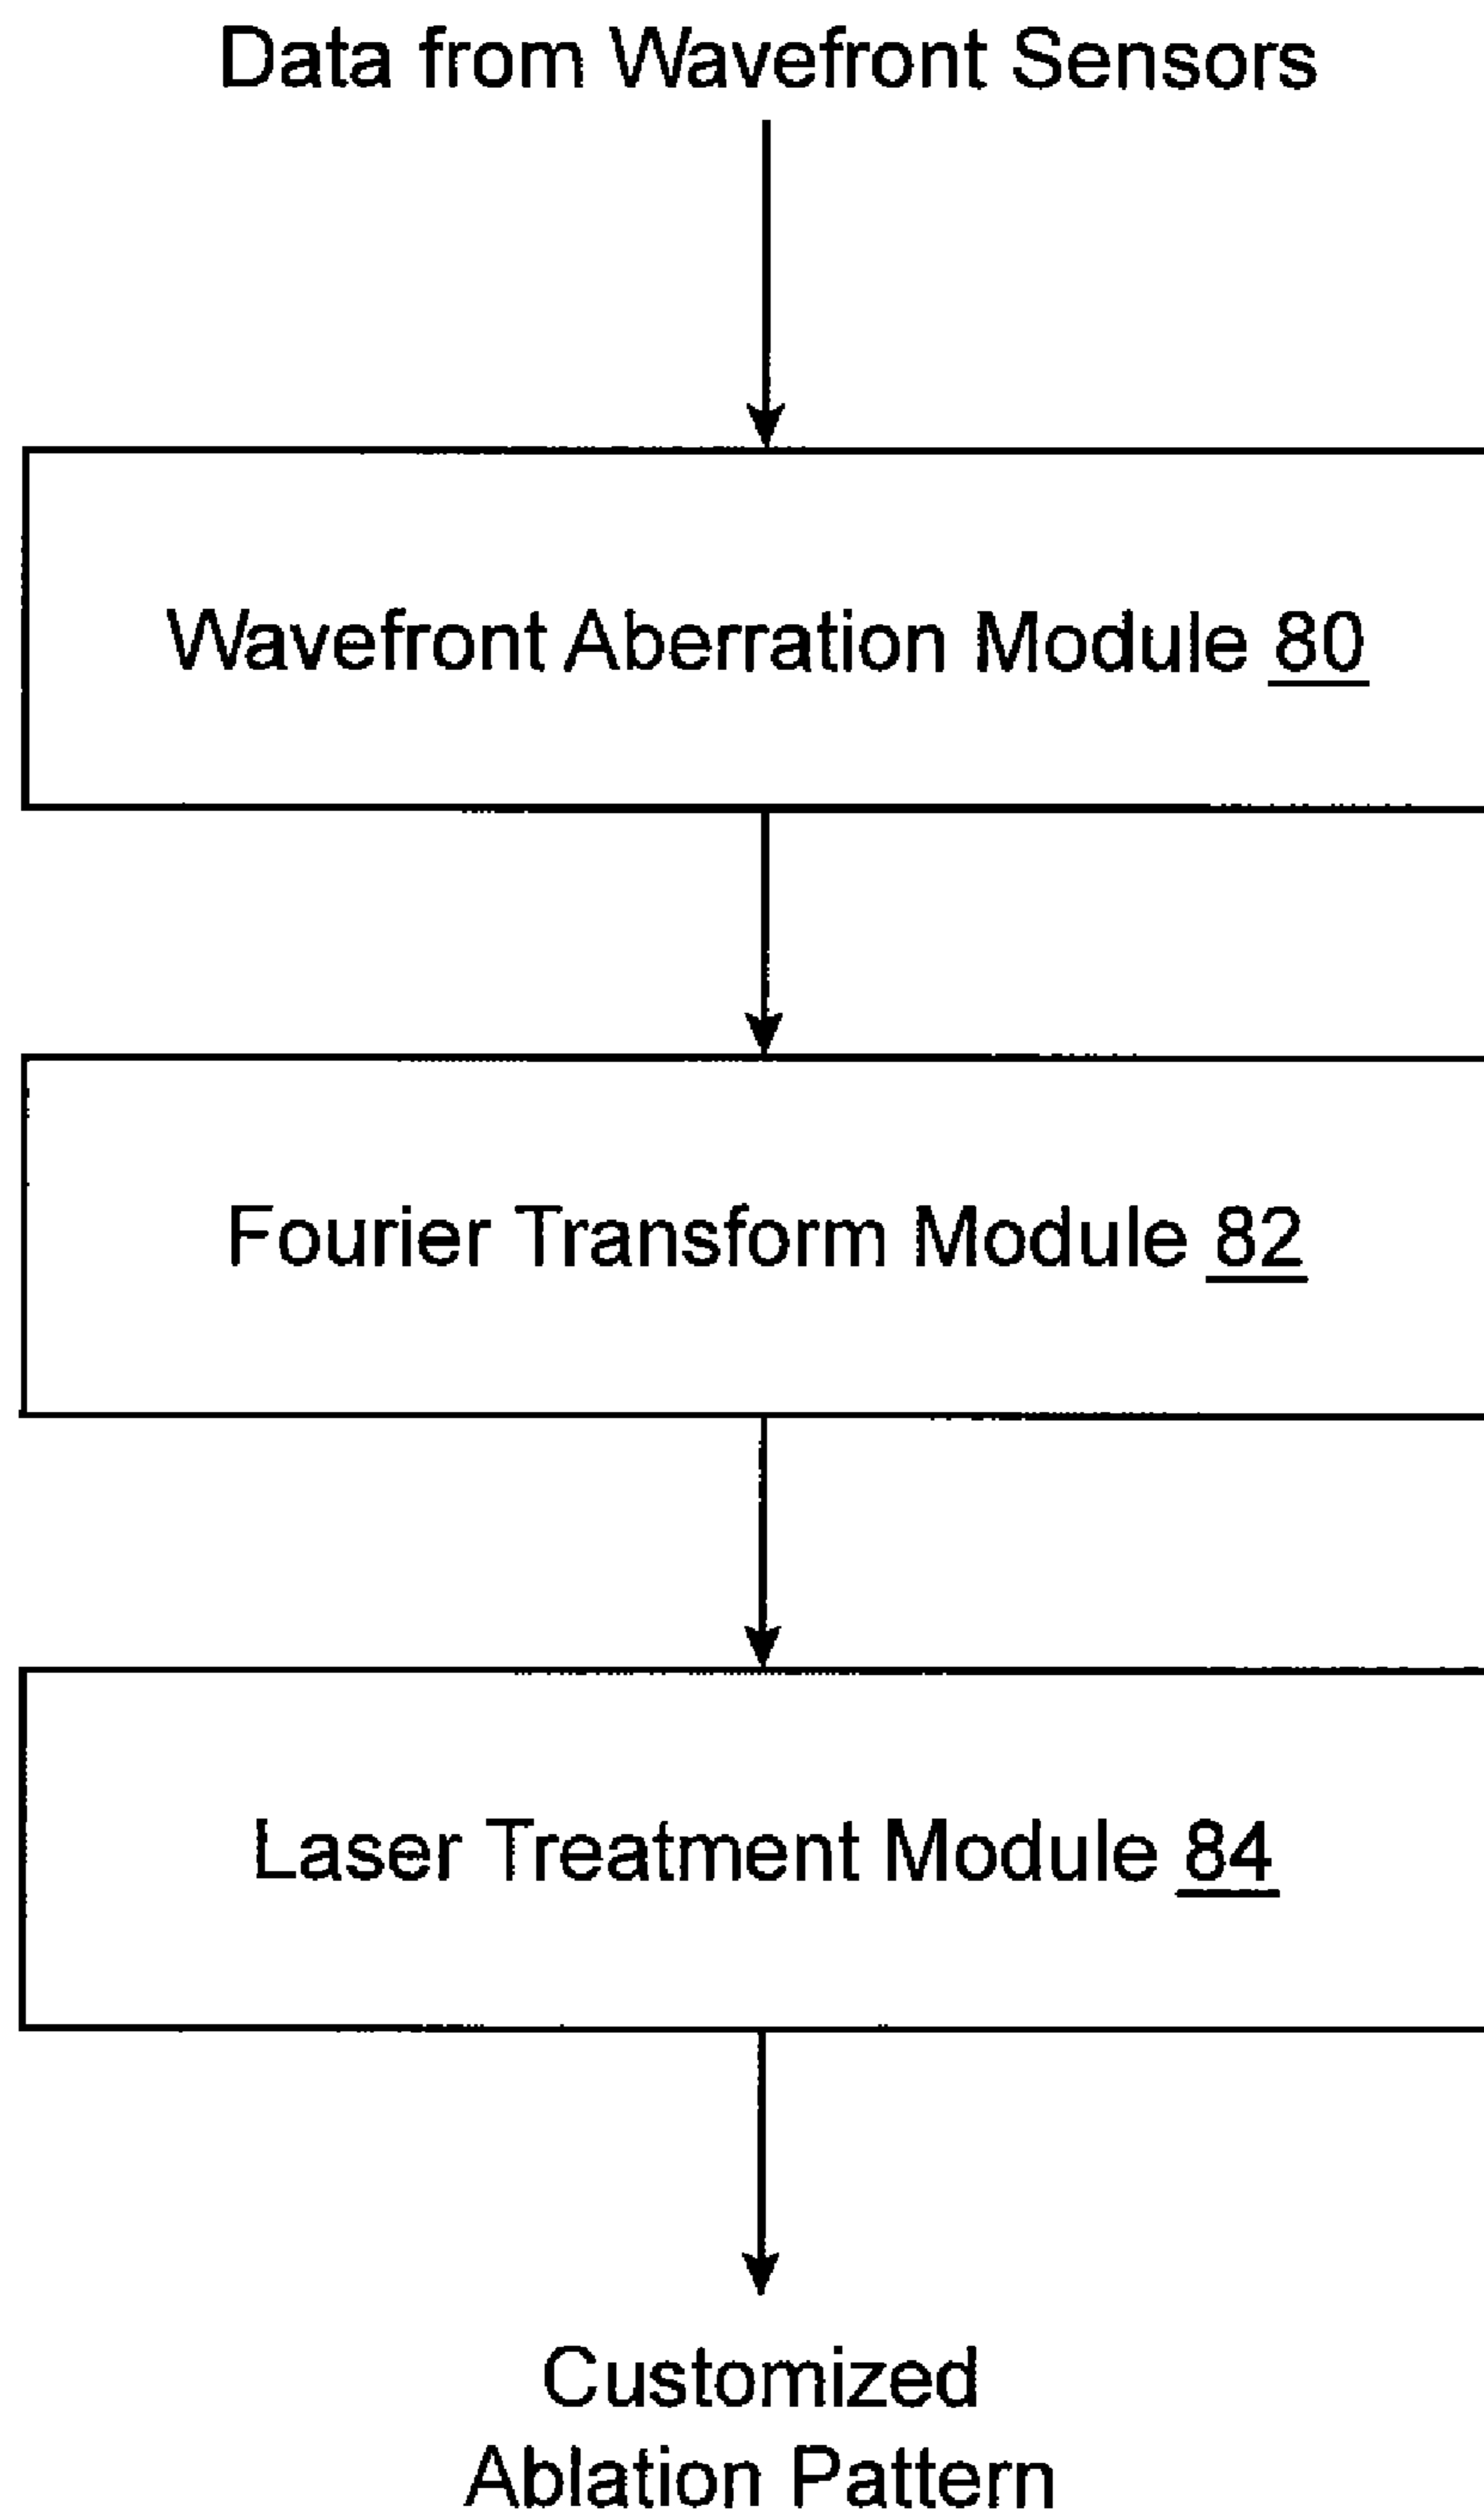 Data from Wavefront Sensors
Wavefront Aberration Module 80
Fourier Transform Module 82
Laser Treatment Module 84
Customized
Ablation Pattern